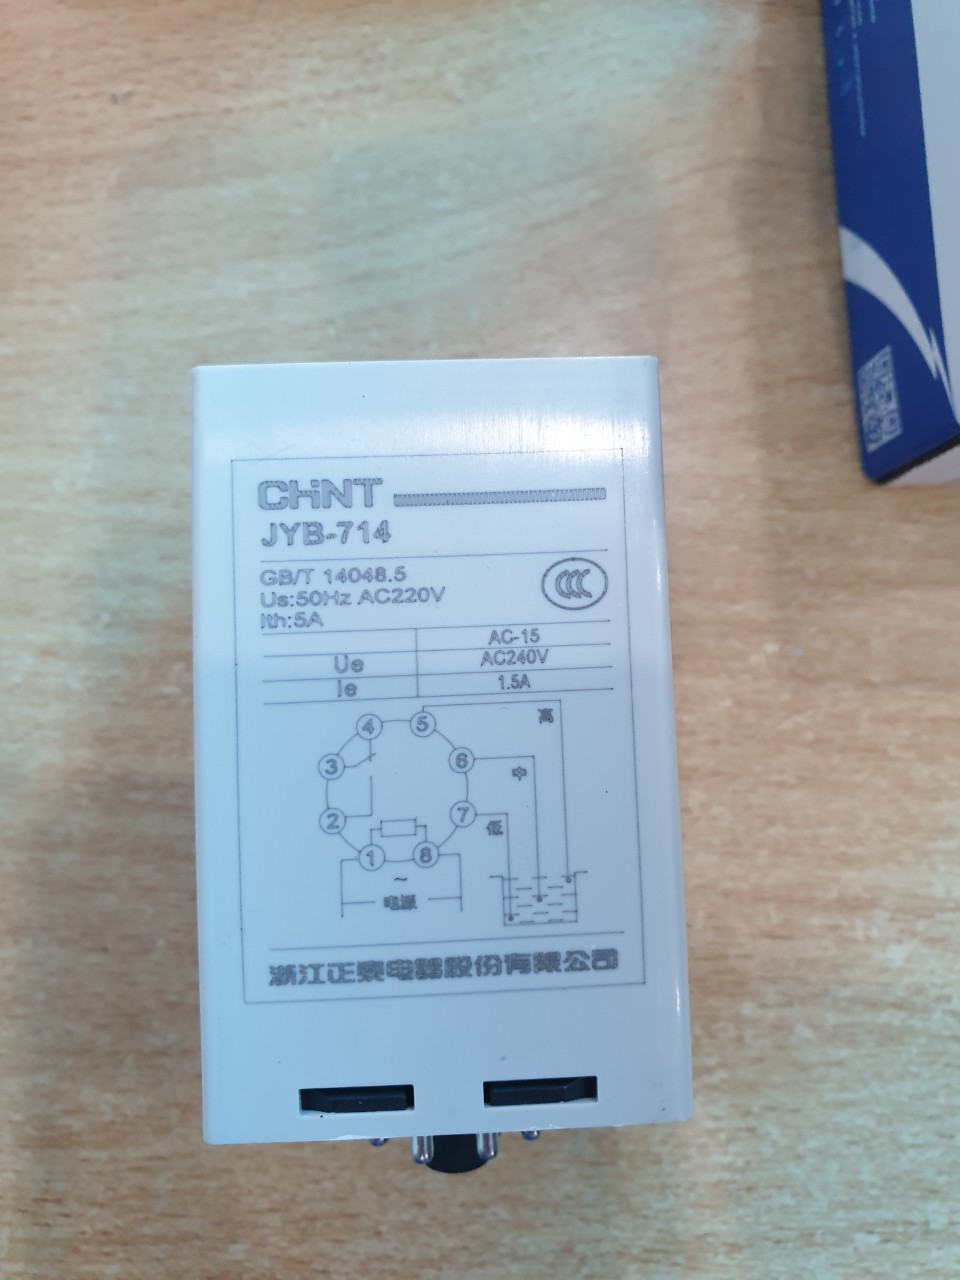 CHNT
JYB-714
GB/T 14048.5
Us:50Hz AC220V
Ith:5A
CCC
AC-15
Ue AC240V
Ie 1.5A
4 5 高
3 6 中
2 7 低
1 8
~
电源
浙江正泰电器股份有限公司